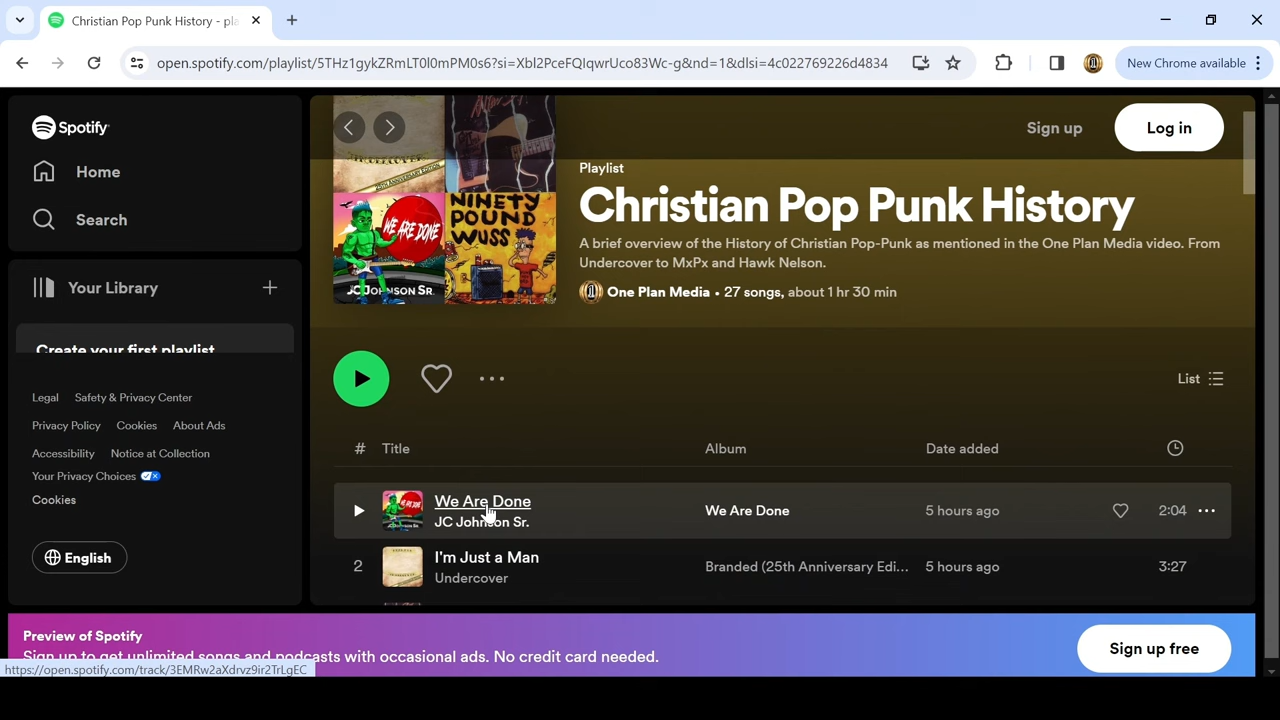 Christian Pop Punk History - pla
open.spotify.com/playlist/5THz1gykZRmLT0l0mPM0s6?si=Xbl2PceFQIqwrUco83Wc-g&nd=1&dlsi=4c022769226d4834
New Chrome available
Spotify
Home
Search
Your Library
Create your first playlist
Legal Safety & Privacy Center
Privacy Policy Cookies About Ads
Accessibility Notice at Collection
Your Privacy Choices
Cookies
English
Sign up
Log in
25TH ANNIVERSARY EDITION
WE ARE DONE
JC JOHNSON SR.
NINETY
POUND
WUSS
Playlist
Christian Pop Punk History
A brief overview of the History of Christian Pop-Punk as mentioned in the One Plan Media video. From
Undercover to MxPx and Hawk Nelson.
One Plan Media • 27 songs, about 1 hr 30 min
List
# Title Album Date added
We Are Done
JC Johnson Sr.
We Are Done 5 hours ago 2:04
2 I'm Just a Man
Undercover
Branded (25th Anniversary Edi... 5 hours ago 3:27
Preview of Spotify
Sign up to get unlimited songs and podcasts with occasional ads. No credit card needed.
Sign up free
https://open.spotify.com/track/3EMRw2aXdrvz9ir2TrLgEC